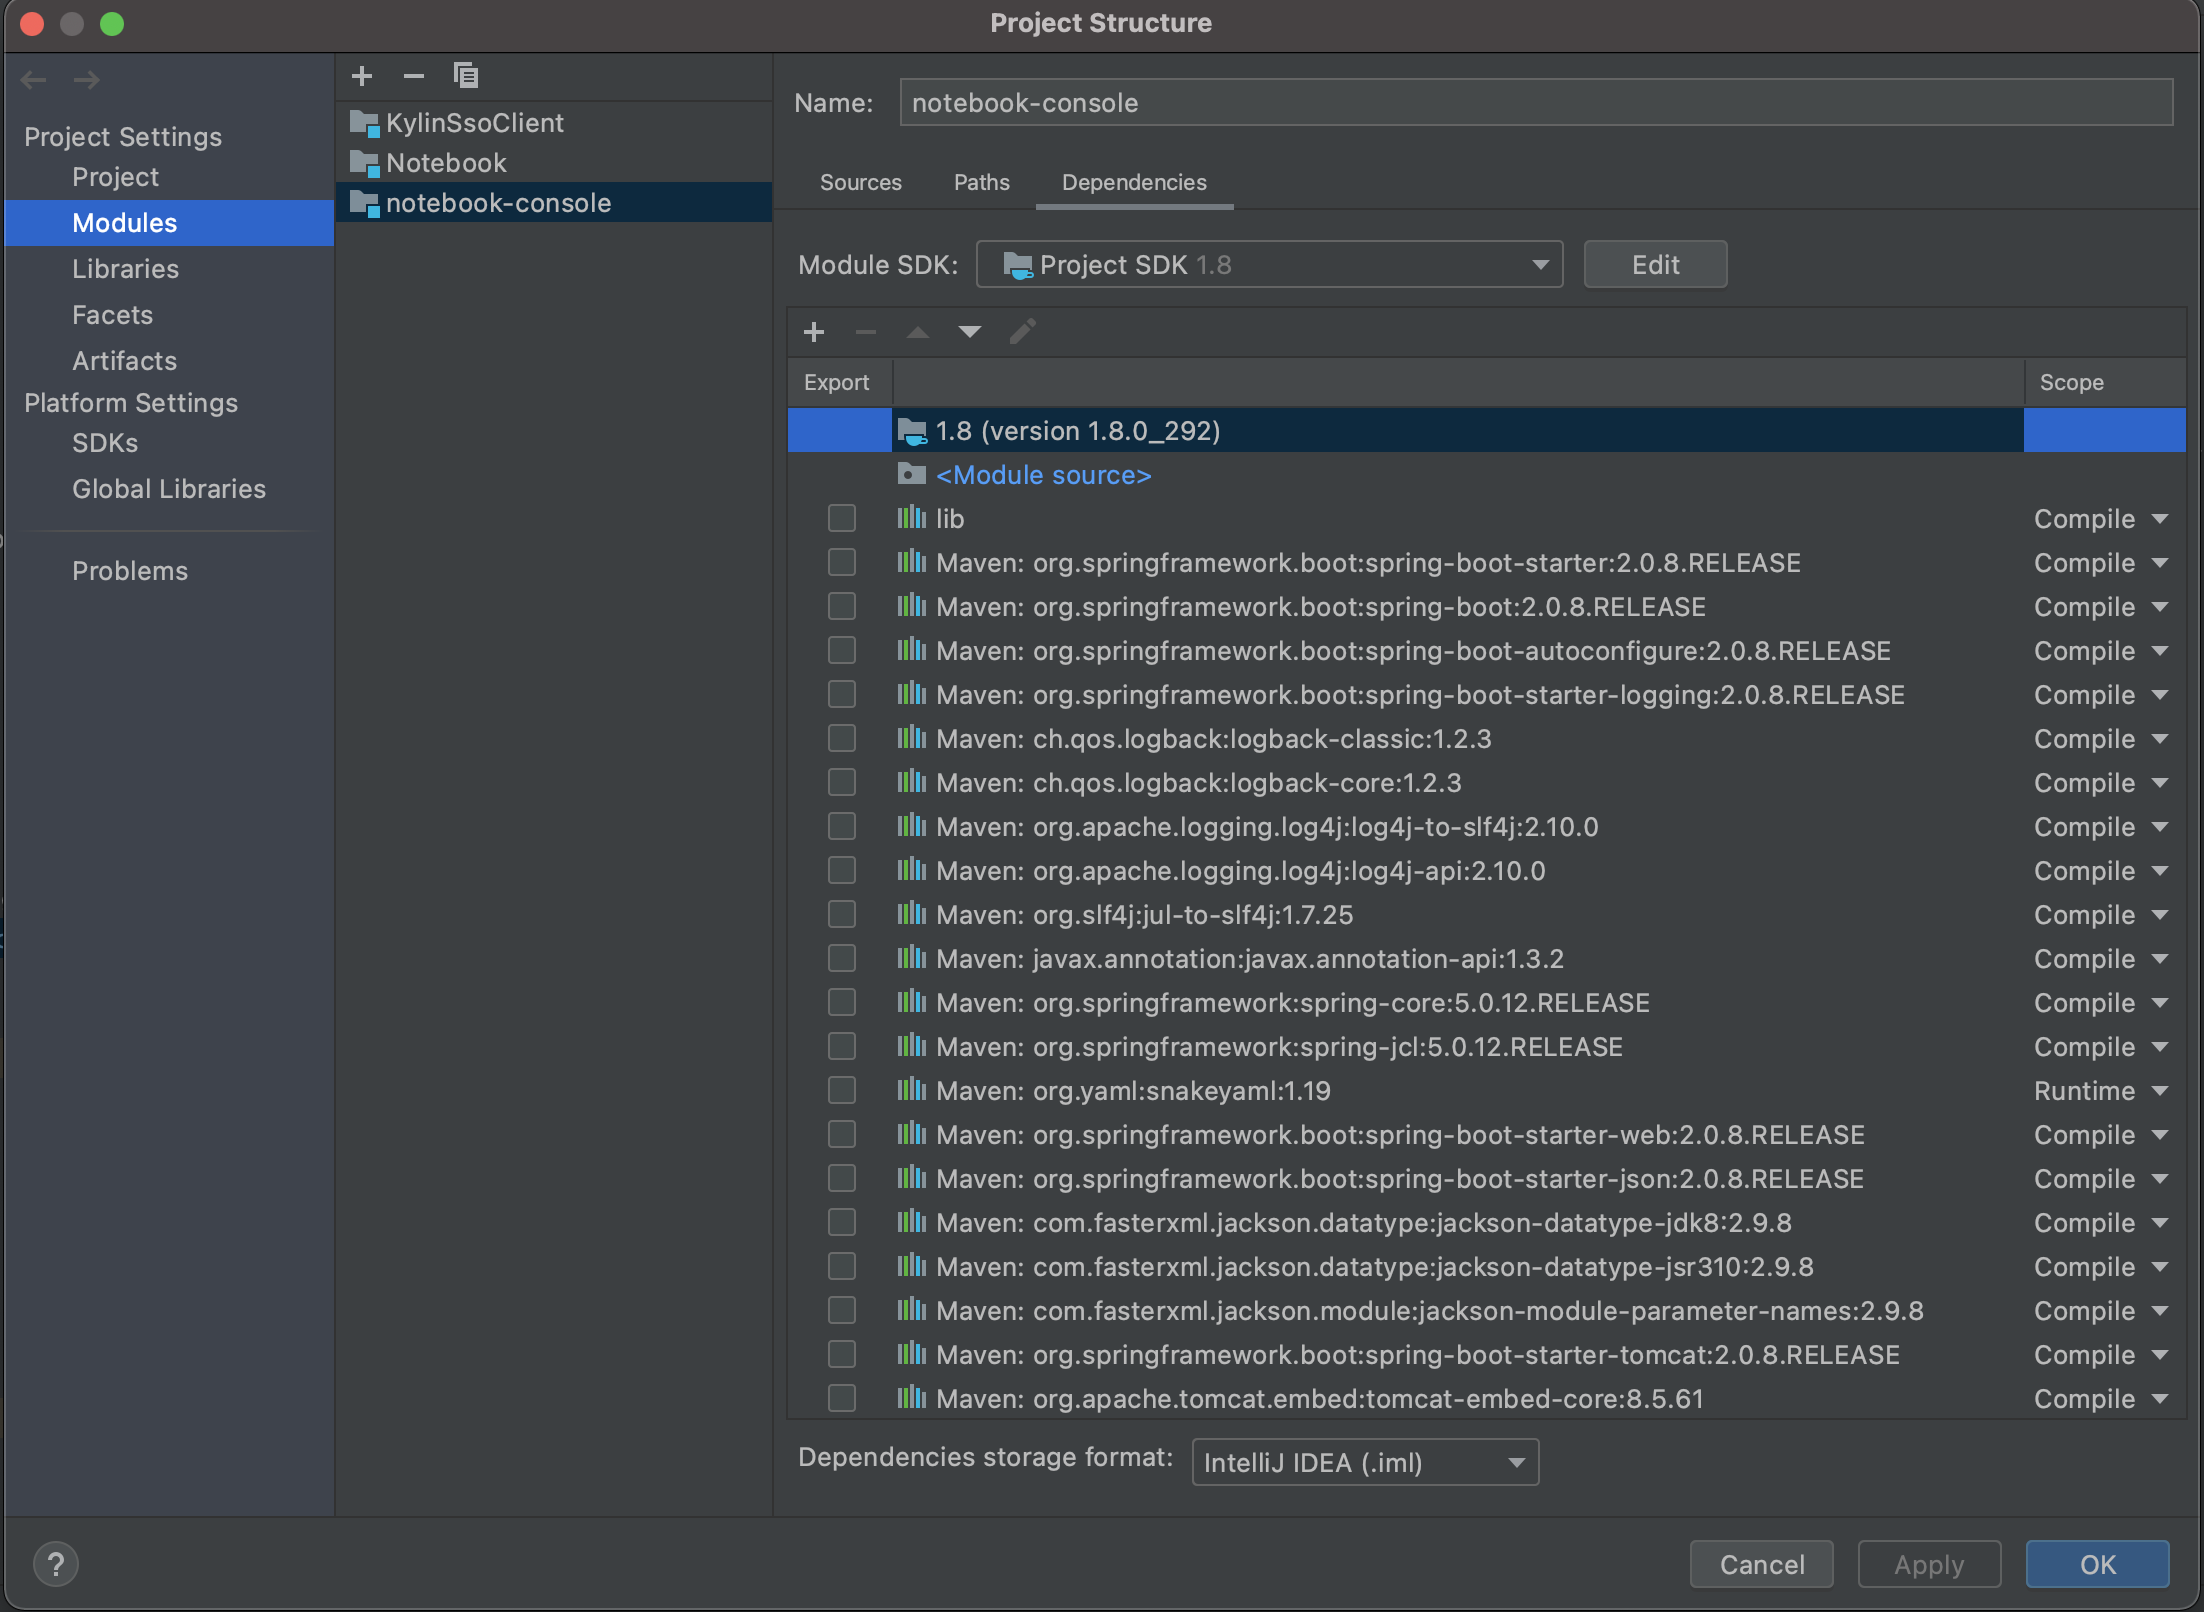 Project Structure
Project Settings
Project
Modules
Libraries
Facets
Artifacts
Platform Settings
SDKs
Global Libraries
Problems
KylinSsoClient
Notebook
notebook-console
Name: notebook-console
Sources Paths Dependencies
Module SDK: Project SDK 1.8 Edit
Export Scope
1.8 (version 1.8.0_292)
<Module source>
lib Compile
Maven: org.springframework.boot:spring-boot-starter:2.0.8.RELEASE Compile
Maven: org.springframework.boot:spring-boot:2.0.8.RELEASE Compile
Maven: org.springframework.boot:spring-boot-autoconfigure:2.0.8.RELEASE Compile
Maven: org.springframework.boot:spring-boot-starter-logging:2.0.8.RELEASE Compile
Maven: ch.qos.logback:logback-classic:1.2.3 Compile
Maven: ch.qos.logback:logback-core:1.2.3 Compile
Maven: org.apache.logging.log4j:log4j-to-slf4j:2.10.0 Compile
Maven: org.apache.logging.log4j:log4j-api:2.10.0 Compile
Maven: org.slf4j:jul-to-slf4j:1.7.25 Compile
Maven: javax.annotation:javax.annotation-api:1.3.2 Compile
Maven: org.springframework:spring-core:5.0.12.RELEASE Compile
Maven: org.springframework:spring-jcl:5.0.12.RELEASE Compile
Maven: org.yaml:snakeyaml:1.19 Runtime
Maven: org.springframework.boot:spring-boot-starter-web:2.0.8.RELEASE Compile
Maven: org.springframework.boot:spring-boot-starter-json:2.0.8.RELEASE Compile
Maven: com.fasterxml.jackson.datatype:jackson-datatype-jdk8:2.9.8 Compile
Maven: com.fasterxml.jackson.datatype:jackson-datatype-jsr310:2.9.8 Compile
Maven: com.fasterxml.jackson.module:jackson-module-parameter-names:2.9.8 Compile
Maven: org.springframework.boot:spring-boot-starter-tomcat:2.0.8.RELEASE Compile
Maven: org.apache.tomcat.embed:tomcat-embed-core:8.5.61 Compile
Dependencies storage format: IntelliJ IDEA (.iml)
? Cancel Apply OK